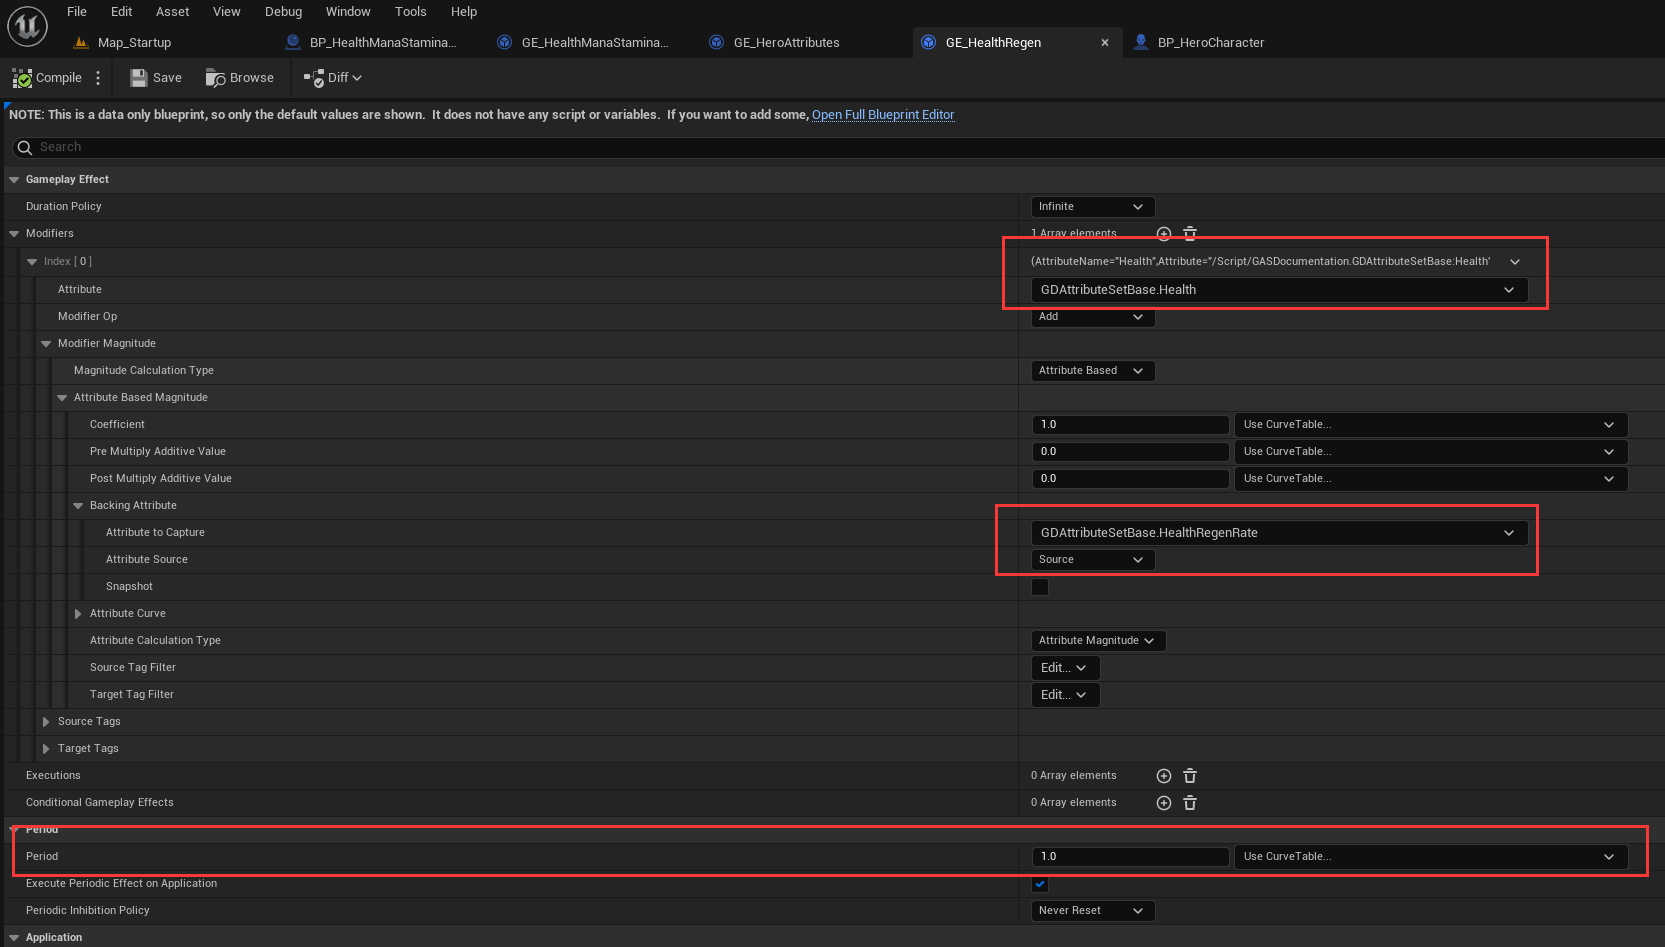 File Edit Asset View Debug Window Tools Help
Map_Startup BP_HealthManaStamina... GE_HealthManaStamina... GE_HeroAttributes GE_HealthRegen BP_HeroCharacter
Compile Save Browse Diff
NOTE: This is a data only blueprint, so only the default values are shown. It does not have any script or variables. If you want to add some, Open Full Blueprint Editor
Search
Gameplay Effect
Duration Policy Infinite
Modifiers 1 Array elements
Index [ 0 ] (AttributeName="Health",Attribute="/Script/GASDocumentation.GDAttributeSetBase:Health'
Attribute GDAttributeSetBase.Health
Modifier Op Add
Modifier Magnitude
Magnitude Calculation Type Attribute Based
Attribute Based Magnitude
Coefficient 1.0 Use CurveTable...
Pre Multiply Additive Value 0.0 Use CurveTable...
Post Multiply Additive Value 0.0 Use CurveTable...
Backing Attribute
Attribute to Capture GDAttributeSetBase.HealthRegenRate
Attribute Source Source
Snapshot
Attribute Curve
Attribute Calculation Type Attribute Magnitude
Source Tag Filter Edit...
Target Tag Filter Edit...
Source Tags
Target Tags
Executions 0 Array elements
Conditional Gameplay Effects 0 Array elements
Period
Period 1.0 Use CurveTable...
Execute Periodic Effect on Application
Periodic Inhibition Policy Never Reset
Application